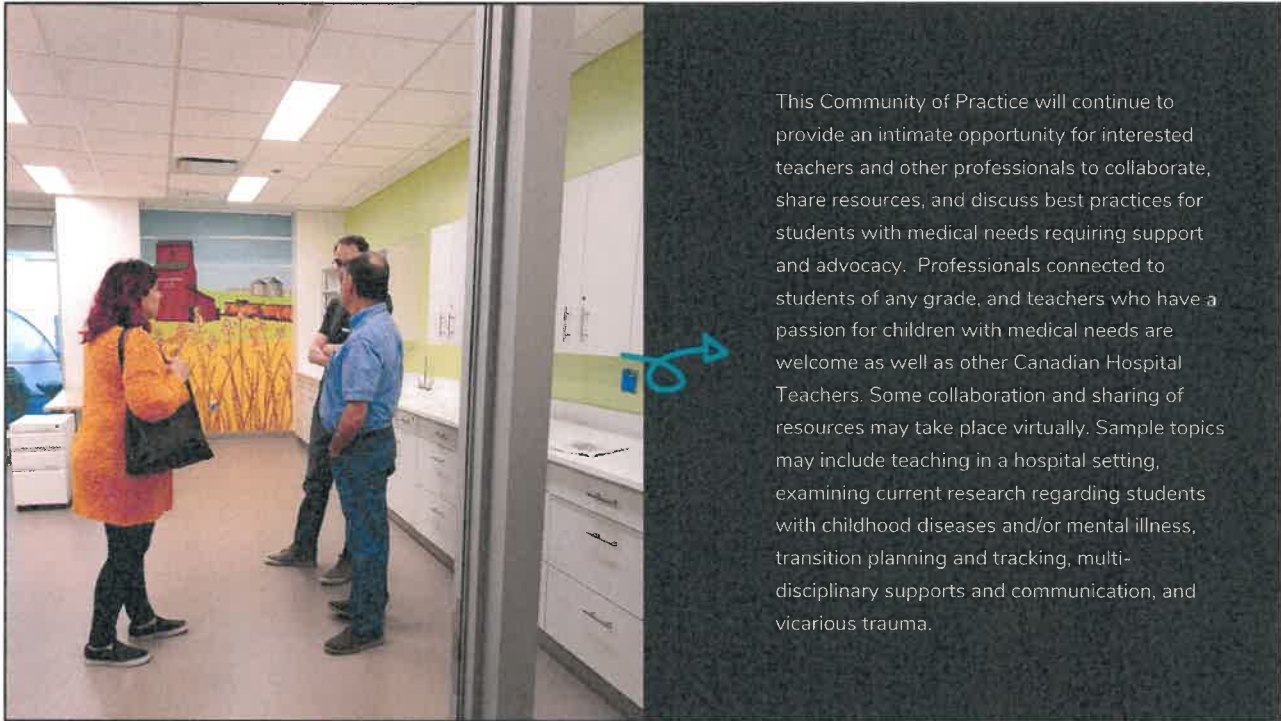 This Community of Practice will continue to
provide an intimate opportunity for interested
teachers and other professionals to collaborate,
share resources, and discuss best practices for
students with medical needs requiring support
and advocacy.  Professionals connected to
students of any grade, and teachers who have a
passion for children with medical needs are
welcome as well as other Canadian Hospital
Teachers. Some collaboration and sharing of
resources may take place virtually. Sample topics
may include teaching in a hospital setting,
examining current research regarding students
with childhood diseases and/or mental illness,
transition planning and tracking, multi-
disciplinary supports and communication, and
vicarious trauma.